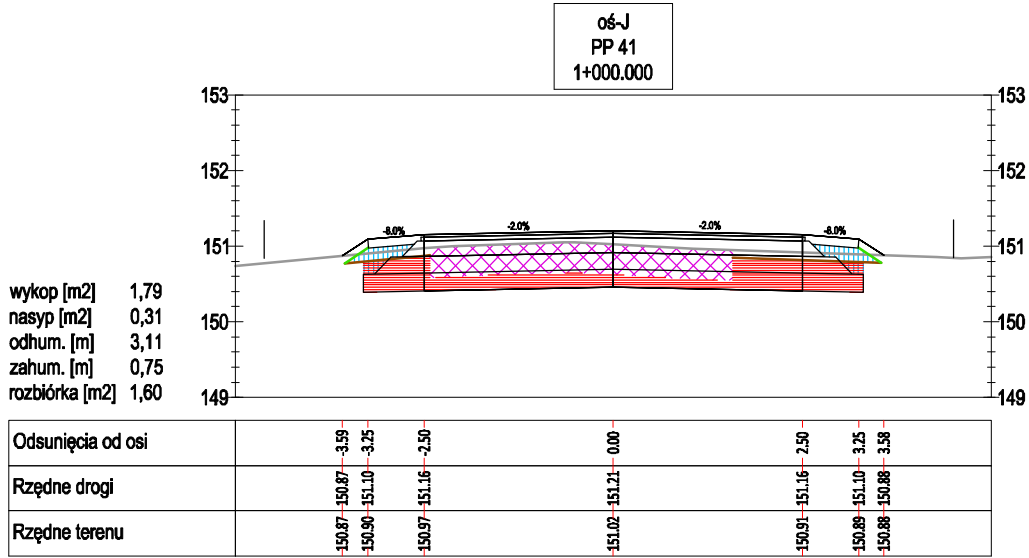 oś-J
PP 41
1+000.000
153 153
152 152
151 151
150 150
149 149
-8.0% -2.0% -2.0% -8.0%
wykop [m2] 1,79
nasyp [m2] 0,31
odhum. [m] 3,11
zahum. [m] 0,75
rozbiórka [m2] 1,60
Odsunięcia od osi -3.59 -3.25 -2.50 0.00 2.50 3.25 3.58
Rzędne drogi 150.87 151.10 151.16 151.21 151.16 151.10 150.88
Rzędne terenu 150.87 150.90 150.97 151.02 150.91 150.89 150.88